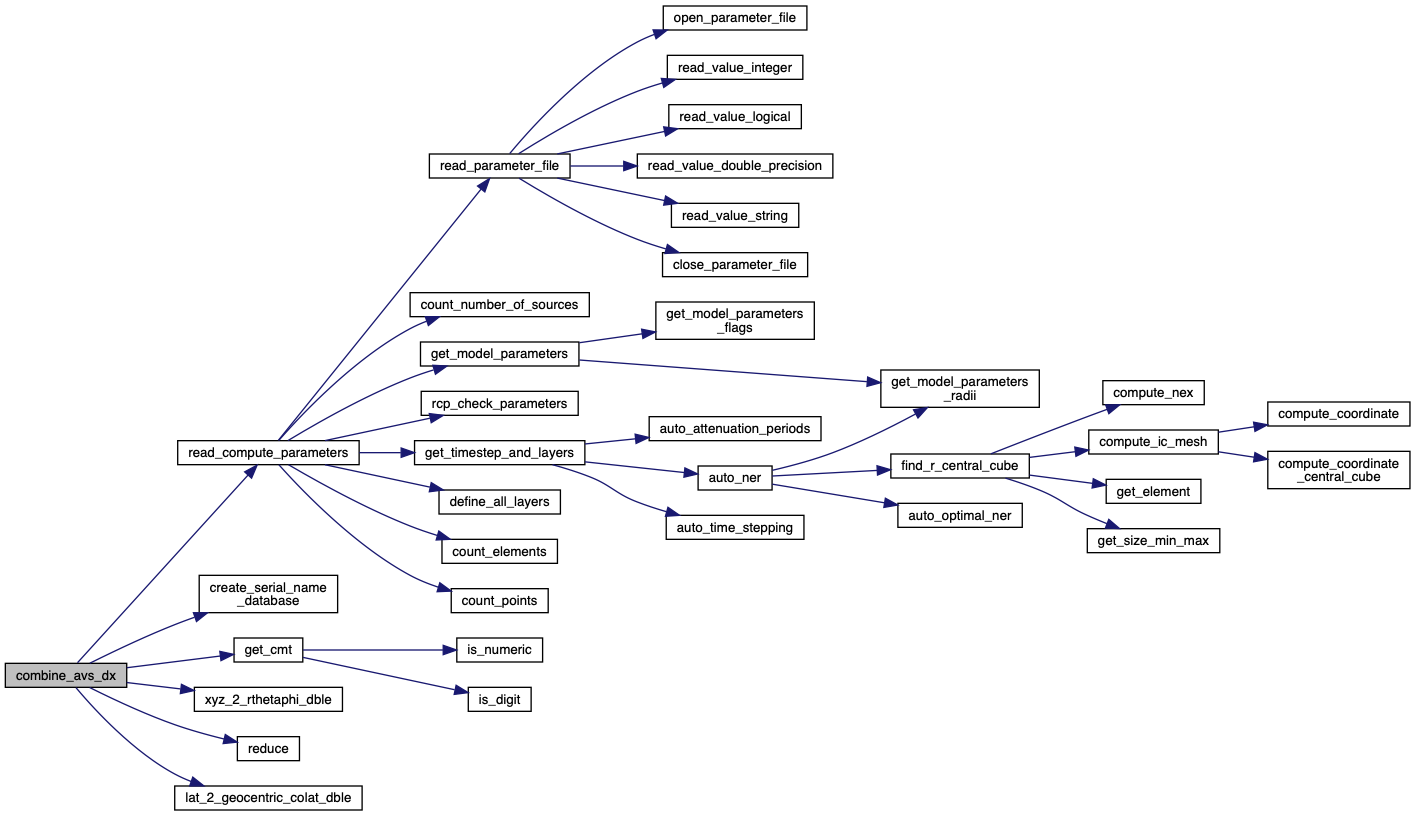 open_parameter_file
read_value_integer
read_value_logical
read_parameter_file
read_value_double_precision
read_value_string
close_parameter_file
count_number_of_sources
get_model_parameters
_flags
get_model_parameters
get_model_parameters
_radii
compute_nex
rcp_check_parameters
compute_coordinate
auto_attenuation_periods
compute_ic_mesh
read_compute_parameters
get_timestep_and_layers
find_r_central_cube
compute_coordinate
_central_cube
auto_ner
get_element
define_all_layers
auto_optimal_ner
auto_time_stepping
get_size_min_max
count_elements
create_serial_name
_database
count_points
get_cmt
is_numeric
combine_avs_dx
xyz_2_rthetaphi_dble
is_digit
reduce
lat_2_geocentric_colat_dble